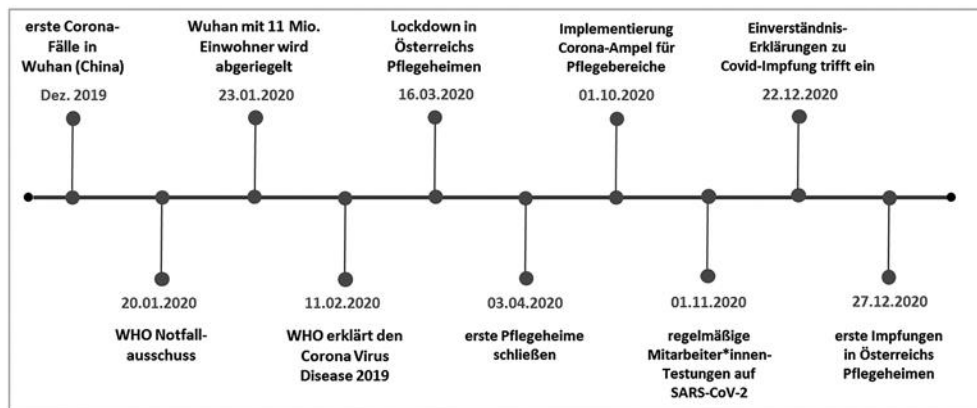 erste Corona-
Fälle in
Wuhan (China)
Dez. 2019
Wuhan mit 11 Mio.
Einwohner wird
abgeriegelt
23.01.2020
Lockdown in
Österreichs
Pflegeheimen
16.03.2020
Implementierung
Corona-Ampel für
Pflegebereiche
01.10.2020
Einverständnis-
Erklärungen zu
Covid-Impfung trifft ein
22.12.2020
20.01.2020
WHO Notfall-
ausschuss
11.02.2020
WHO erklärt den
Corona Virus
Disease 2019
03.04.2020
erste Pflegeheime
schließen
01.11.2020
regelmäßige
Mitarbeiter*innen-
Testungen auf
SARS-CoV-2
27.12.2020
erste Impfungen
in Österreichs
Pflegeheimen